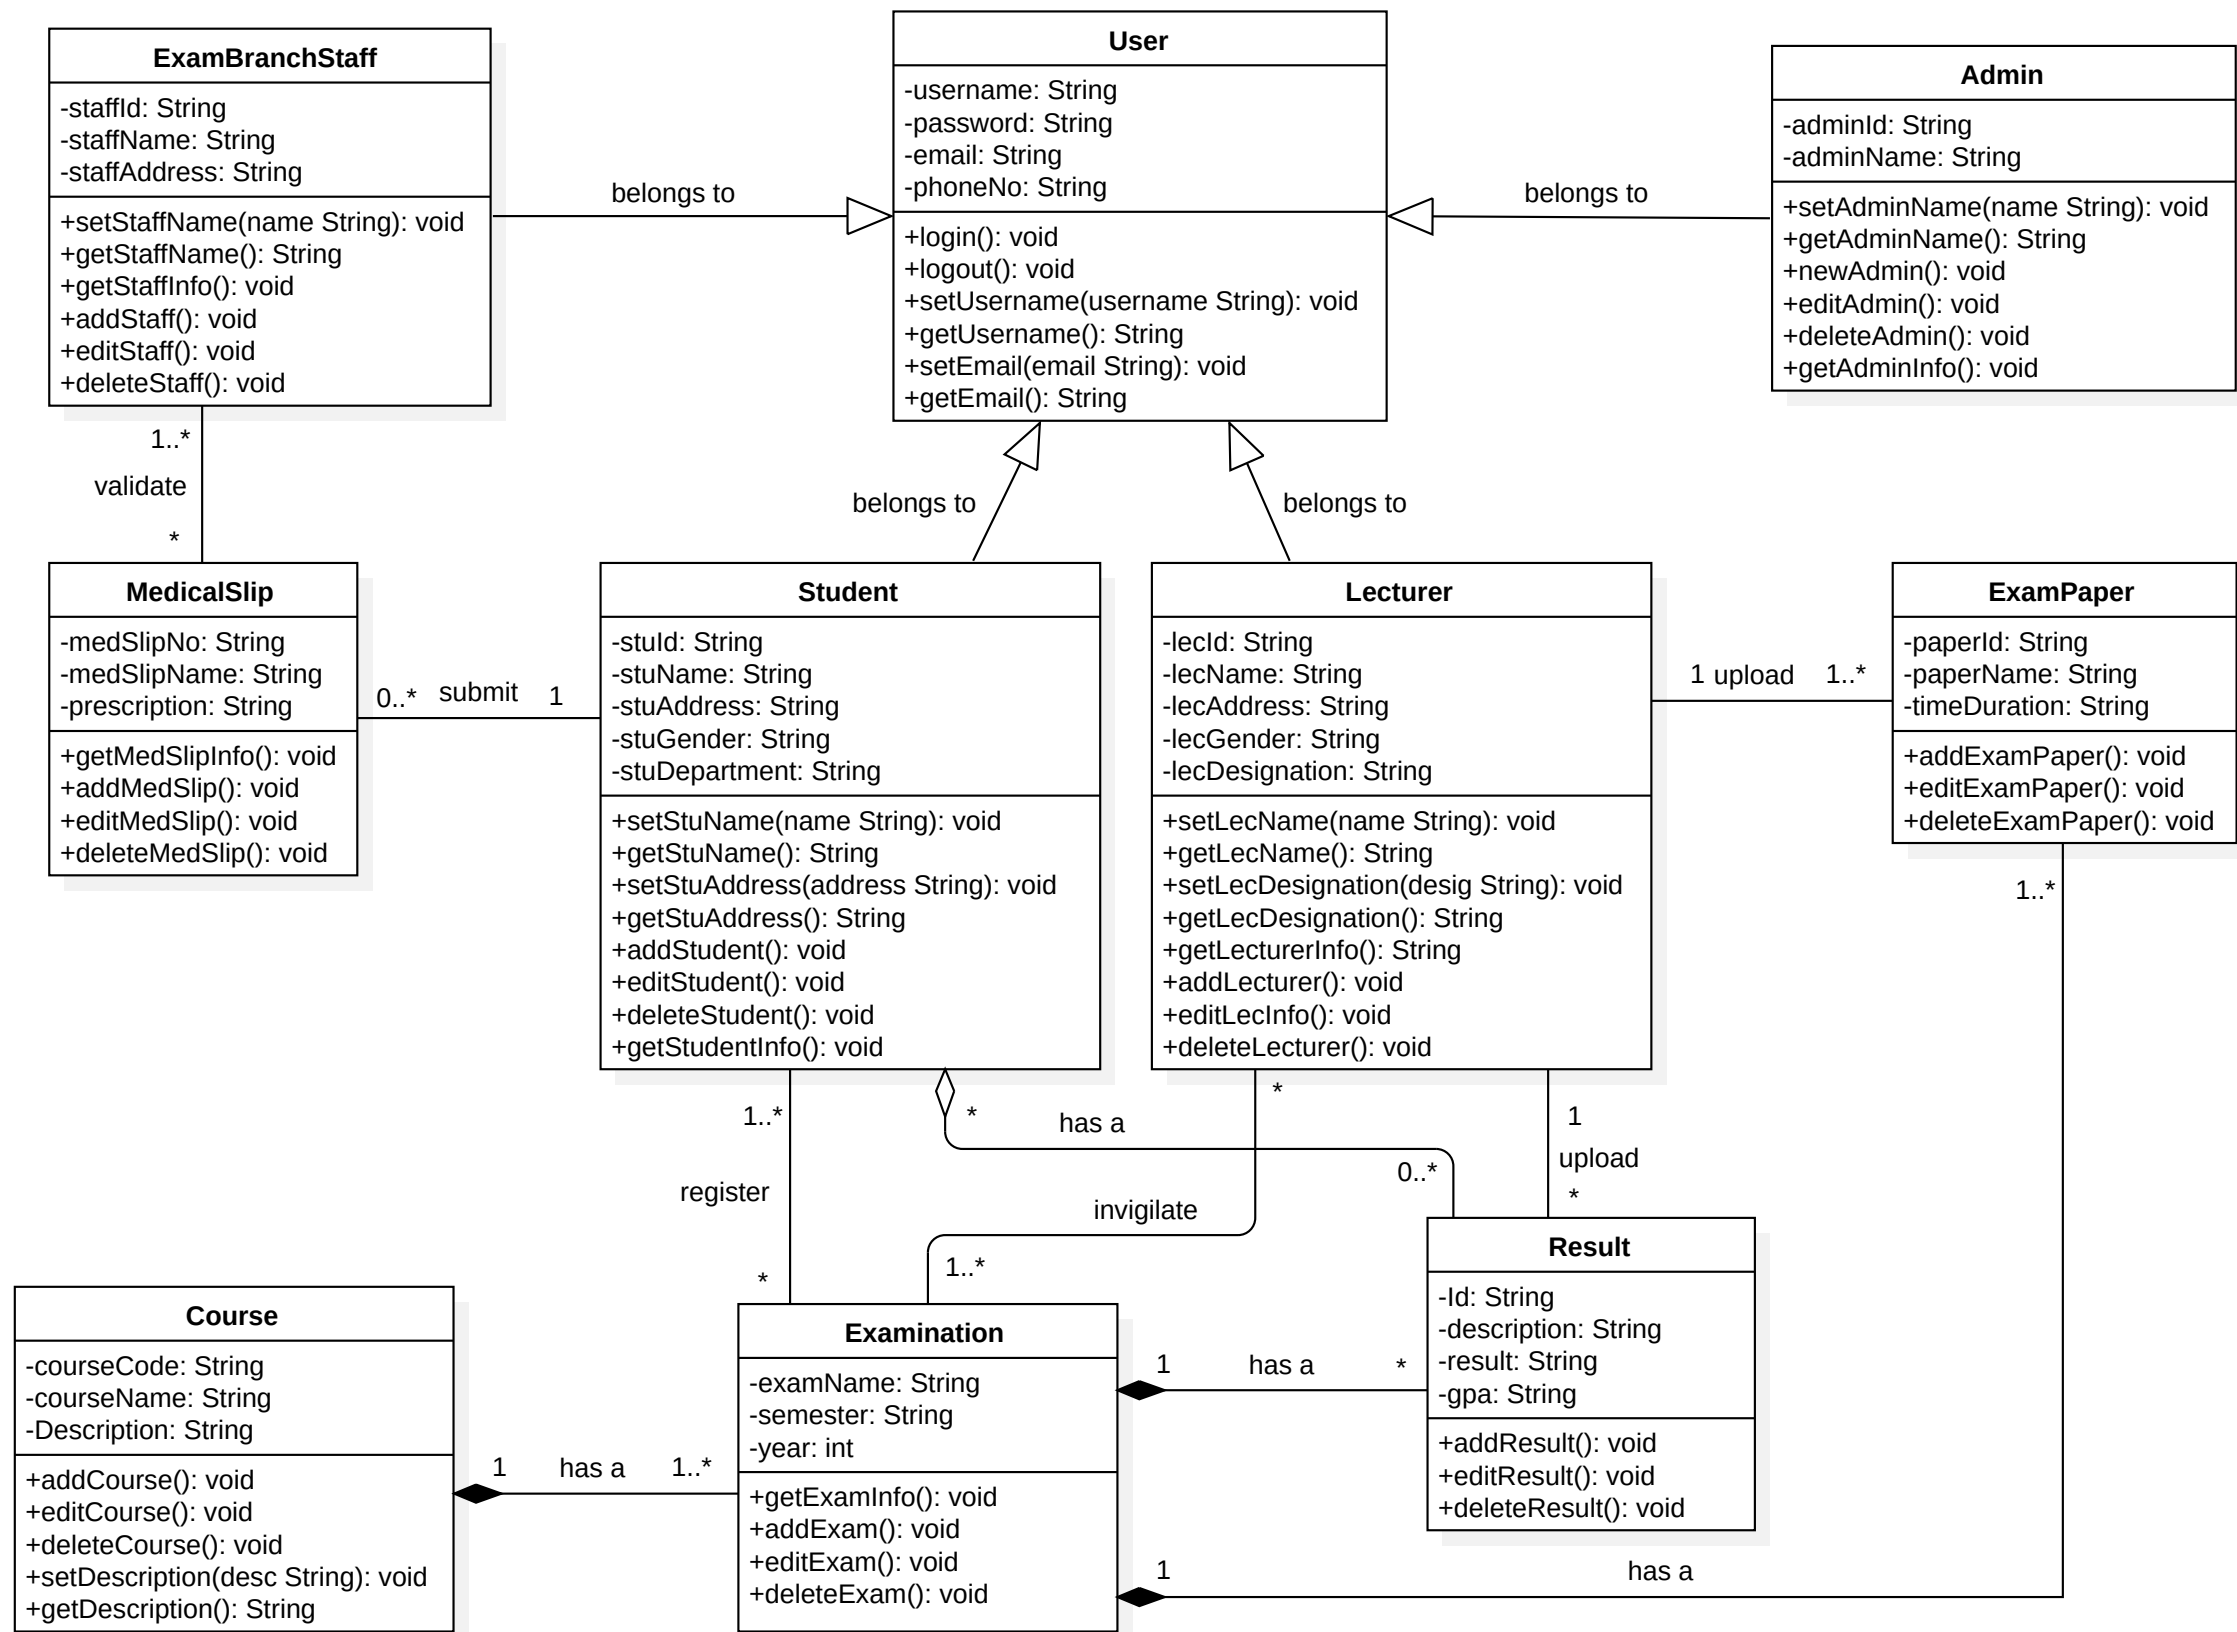 ExamBranchStaff
-staffId: String
-staffName: String
-staffAddress: String
+setStaffName(name String): void
+getStaffName(): String
+getStaffInfo(): void
+addStaff(): void
+editStaff(): void
+deleteStaff(): void
belongs to
User
-username: String
-password: String
-email: String
-phoneNo: String
+login(): void
+logout(): void
+setUsername(username String): void
+getUsername(): String
+setEmail(email String): void
+getEmail(): String
belongs to
Admin
-adminId: String
-adminName: String
+setAdminName(name String): void
+getAdminName(): String
+newAdmin(): void
+editAdmin(): void
+deleteAdmin(): void
+getAdminInfo(): void
1..*
validate
*
belongs to
belongs to
MedicalSlip
-medSlipNo: String
-medSlipName: String
-prescription: String
+getMedSlipInfo(): void
+addMedSlip(): void
+editMedSlip(): void
+deleteMedSlip(): void
0..* submit 1
Student
-stuId: String
-stuName: String
-stuAddress: String
-stuGender: String
-stuDepartment: String
+setStuName(name String): void
+getStuName(): String
+setStuAddress(address String): void
+getStuAddress(): String
+addStudent(): void
+editStudent(): void
+deleteStudent(): void
+getStudentInfo(): void
Lecturer
-lecId: String
-lecName: String
-lecAddress: String
-lecGender: String
-lecDesignation: String
+setLecName(name String): void
+getLecName(): String
+setLecDesignation(desig String): void
+getLecDesignation(): String
+getLecturerInfo(): String
+addLecturer(): void
+editLecInfo(): void
+deleteLecturer(): void
1 upload 1..*
ExamPaper
-paperId: String
-paperName: String
-timeDuration: String
+addExamPaper(): void
+editExamPaper(): void
+deleteExamPaper(): void
1..*
1..*
register
*
*
has a
0..*
*
invigilate
1..*
1
upload
*
Course
-courseCode: String
-courseName: String
-Description: String
+addCourse(): void
+editCourse(): void
+deleteCourse(): void
+setDescription(desc String): void
+getDescription(): String
1 has a 1..*
Examination
-examName: String
-semester: String
-year: int
+getExamInfo(): void
+addExam(): void
+editExam(): void
+deleteExam(): void
1 has a *
Result
-Id: String
-description: String
-result: String
-gpa: String
+addResult(): void
+editResult(): void
+deleteResult(): void
1 has a